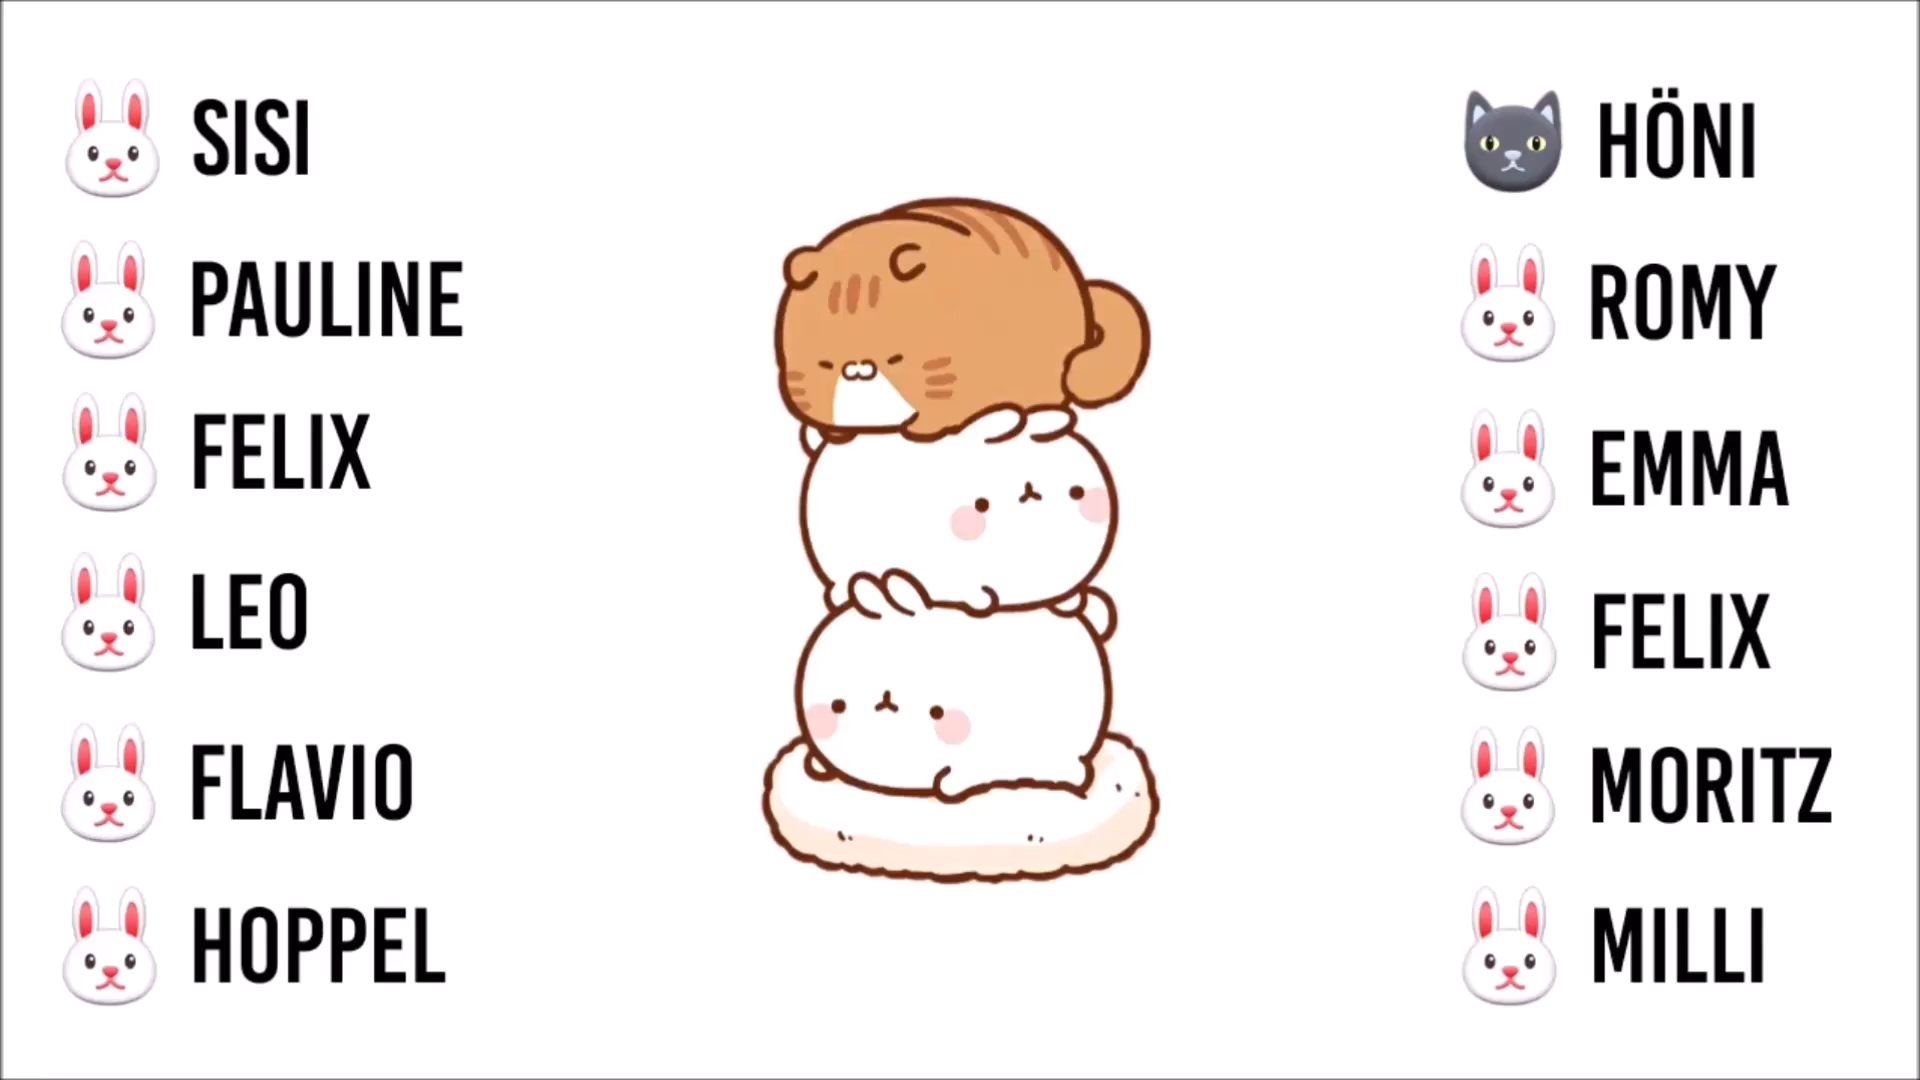 SISI
PAULINE
FELIX
LEO
FLAVIO
HOPPEL
HÖNI
ROMY
EMMA
FELIX
MORITZ
MILLI